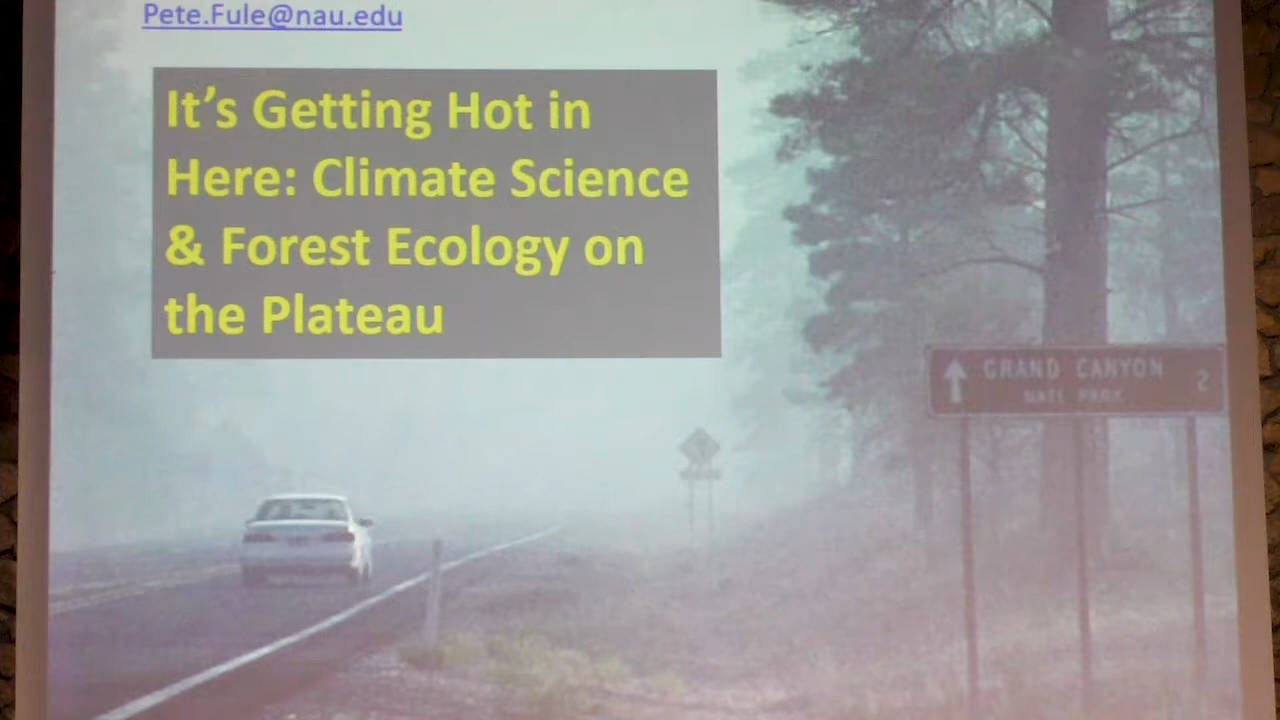 Pete.Fule@nau.edu
It's Getting Hot in
Here: Climate Science
& Forest Ecology on
the Plateau
GRAND CANYON 2
NATL PARK